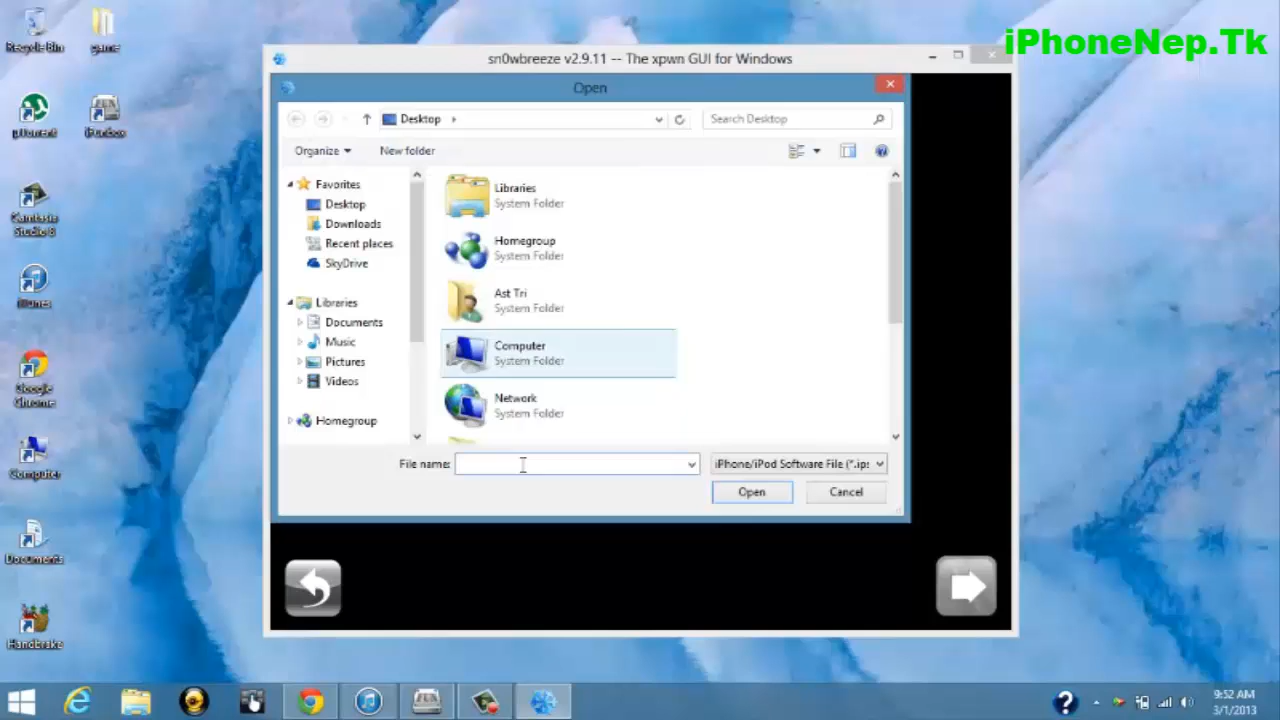 iPhoneNep.Tk
Recycle Bin
game
µTorrent
iFunbox
Camtasia
Studio 8
iTunes
Google
Chrome
Computer
Documents
Handbrake
sn0wbreeze v2.9.11 -- The xpwn GUI for Windows
Open
Desktop
Search Desktop
Organize
New folder
Favorites
Desktop
Downloads
Recent places
SkyDrive
Libraries
Documents
Music
Pictures
Videos
Homegroup
Libraries
System Folder
Homegroup
System Folder
Ast Tri
System Folder
Computer
System Folder
Network
System Folder
File name:
iPhone/iPod Software File (*.ips
Open
Cancel
9:52 AM
3/1/2013